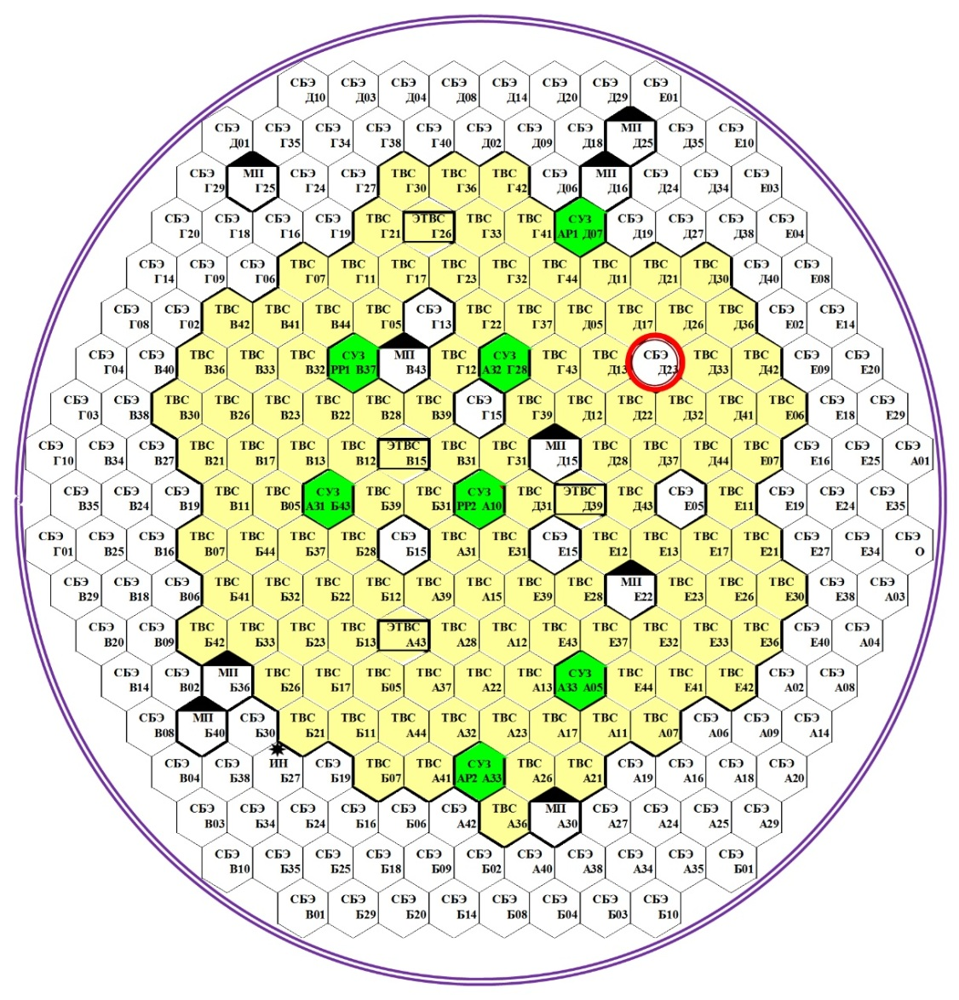 СБЭ СБЭ СБЭ СБЭ СБЭ СБЭ СБЭ СБЭ
Д10 Д03 Д04 Д08 Д14 Д20 Д29 Е01
СБЭ СБЭ СБЭ СБЭ СБЭ СБЭ СБЭ СБЭ МП СБЭ СБЭ
Д01 Г35 Г34 Г38 Г40 Д02 Д09 Д18 Д25 Д35 Е10
СБЭ МП СБЭ СБЭ ТВС ТВС ТВС СБЭ МП СБЭ СБЭ СБЭ
Г29 Г25 Г24 Г27 Г30 Г36 Г42 Д06 Д16 Д24 Д34 Е03
СБЭ СБЭ СБЭ СБЭ ТВС ЭТВС ТВС ТВС СУЗ СБЭ СБЭ СБЭ СБЭ
Г20 Г18 Г16 Г19 Г21 Г26 Г33 Г41 АР1 Д07 Д19 Д27 Д38 Е04
СБЭ СБЭ СБЭ ТВС ТВС ТВС ТВС ТВС ТВС ТВС ТВС ТВС СБЭ СБЭ
Г14 Г09 Г06 Г07 Г11 Г17 Г23 Г32 Г44 Д11 Д21 Д30 Д40 Е08
СБЭ СБЭ ТВС ТВС ТВС ТВС СБЭ ТВС ТВС ТВС ТВС ТВС ТВС СБЭ СБЭ
Г08 Г02 В42 В41 В44 Г05 Г13 Г22 Г37 Д05 Д17 Д26 Д36 Е02 Е14
СБЭ СБЭ ТВС ТВС ТВС СУЗ МП ТВС СУЗ ТВС ТВС СБЭ ТВС ТВС СБЭ СБЭ
Г04 В40 В36 В33 В32 РР1 В37 В43 Г12 А32 Г28 Г43 Д13 Д23 Д33 Д42 Е09 Е20
СБЭ СБЭ ТВС ТВС ТВС ТВС ТВС ТВС СБЭ ТВС ТВС ТВС ТВС ТВС ТВС СБЭ СБЭ
Г03 В38 В30 В26 В23 В22 В28 В39 Г15 Г39 Д12 Д22 Д32 Д41 Е06 Е18 Е29
СБЭ СБЭ СБЭ ТВС ТВС ТВС ТВС ЭТВС ТВС ТВС МП ТВС ТВС ТВС ТВС СБЭ СБЭ СБЭ
Г10 В34 В27 В21 В17 В13 В12 В15 В31 Г31 Д15 Д28 Д37 Д44 Е07 Е16 Е25 А01
СБЭ СБЭ СБЭ ТВС ТВС СУЗ ТВС ТВС СУЗ ТВС ЭТВС ТВС СБЭ ТВС СБЭ СБЭ СБЭ
В35 В24 В19 В11 В05 А31 Б43 Б39 Б31 РР2 А10 Д31 Д39 Д43 Е05 Е11 Е19 Е24 Е35
СБЭ СБЭ СБЭ ТВС ТВС ТВС ТВС СБЭ ТВС ТВС СБЭ ТВС ТВС ТВС ТВС СБЭ СБЭ СБЭ
Г01 В25 В16 В07 Б44 Б37 Б28 Б15 А31 Е31 Е15 Е12 Е13 Е17 Е21 Е27 Е34 О
СБЭ СБЭ СБЭ ТВС ТВС ТВС ТВС ТВС ТВС ТВС ТВС МП ТВС ТВС ТВС СБЭ СБЭ
В29 В18 В06 Б41 Б32 Б22 Б12 А39 А15 Е39 Е28 Е22 Е23 Е26 Е30 Е38 А03
СБЭ СБЭ ТВС ТВС ТВС ТВС ЭТВС ТВС ТВС ТВС ТВС ТВС ТВС ТВС СБЭ СБЭ
В20 В09 Б42 Б33 Б23 Б13 А43 А28 А12 Е43 Е37 Е32 Е33 Е36 Е40 А04
СБЭ СБЭ МП ТВС ТВС ТВС ТВС ТВС ТВС СУЗ ТВС ТВС ТВС СБЭ СБЭ
В14 В02 Б36 Б26 Б17 Б05 А37 А22 А13 А33 А05 Е44 Е41 Е42 А02 А08
СБЭ МП СБЭ ТВС ТВС ТВС ТВС ТВС ТВС ТВС ТВС СБЭ СБЭ СБЭ
В08 Б40 Б30 Б21 Б11 А44 А32 А23 А17 А11 А07 А06 А09 А14
СБЭ СБЭ ИН СБЭ ТВС ТВС СУЗ ТВС ТВС СБЭ СБЭ СБЭ СБЭ
В04 Б38 Б27 Б19 Б07 А41 АР2 А33 А26 А21 А19 А16 А18 А20
СБЭ СБЭ СБЭ СБЭ СБЭ СБЭ ТВС МП СБЭ СБЭ СБЭ СБЭ
В03 Б34 Б24 Б16 Б06 А42 А36 А30 А27 А24 А25 А29
СБЭ СБЭ СБЭ СБЭ СБЭ СБЭ СБЭ СБЭ СБЭ СБЭ СБЭ
В10 Б35 Б25 Б18 Б09 Б02 А40 А38 А34 А35 Б01
СБЭ СБЭ СБЭ СБЭ СБЭ СБЭ СБЭ СБЭ
В01 Б29 Б20 Б14 Б08 Б04 Б03 Б10